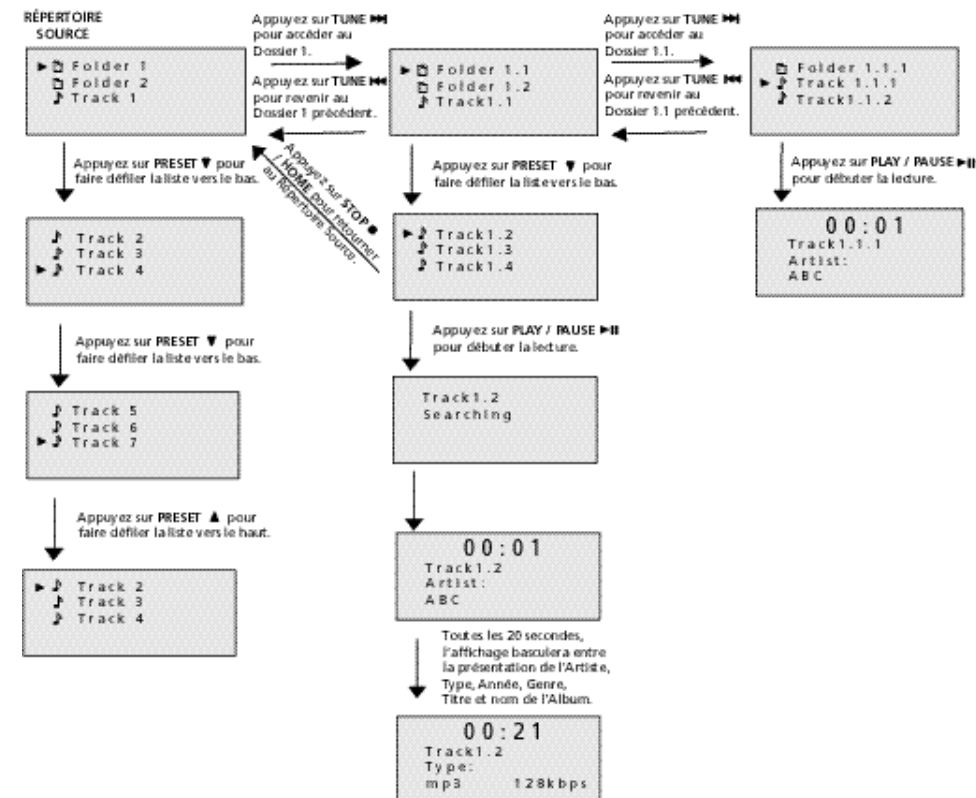 RÉPERTOIRE
SOURCE
Folder 1
Folder 2
Track 1
Appuyez sur TUNE
pour accéder au
Dossier 1.
Appuyez sur TUNE
pour revenir au
Dossier 1 précédent.
Folder 1.1
Folder 1.2
Track1.1
Appuyez sur TUNE
pour accéder au
Dossier 1.1.
Appuyez sur TUNE
pour revenir au
Dossier 1.1 précédent.
Folder 1.1.1
Track 1.1.1
Track1.1.2
Appuyez sur PRESET ▼ pour
faire défiler la liste vers le bas.
Appuyez sur STOP ■
/ HOME pour retourner
au Répertoire Source.
Appuyez sur PRESET ▼ pour
faire défiler la liste vers le bas.
Appuyez sur PLAY / PAUSE ►II
pour débuter la lecture.
Track 2
Track 3
Track 4
Track1.2
Track1.3
Track1.4
00:01
Track1.1.1
Artist:
ABC
Appuyez sur PRESET ▼ pour
faire défiler la liste vers le bas.
Appuyez sur PLAY / PAUSE ►II
pour débuter la lecture.
Track 5
Track 6
Track 7
Track1.2
Searching
Appuyez sur PRESET ▲ pour
faire défiler la liste vers le haut.
Track 2
Track 3
Track 4
00:01
Track1.2
Artist:
ABC
Toutes les 20 secondes,
l'affichage basculera entre
la présentation de l'Artiste,
Type, Année, Genre,
Titre et nom de l'Album.
00:21
Track1.2
Type:
mp3 128kbps